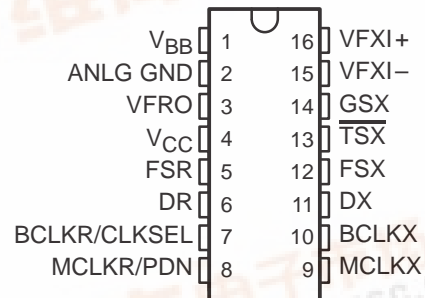 V_BB 1 16 VFXI+
ANLG GND 2 15 VFXI–
VFRO 3 14 GSX
V_CC 4 13 T̅S̅X̅
FSR 5 12 FSX
DR 6 11 DX
BCLKR/CLKSEL 7 10 BCLKX
MCLKR/PDN 8 9 MCLKX